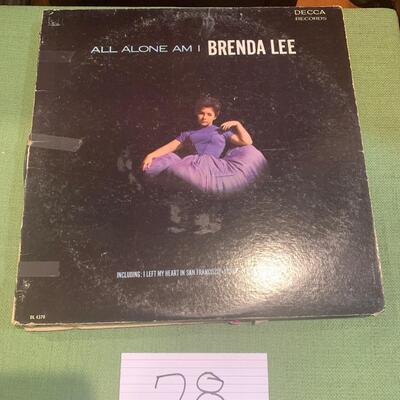 DECCA
RECORDS
ALL ALONE AM I BRENDA LEE
INCLUDING: I LEFT MY HEART IN SAN FRANCISCO
DL 4370
78